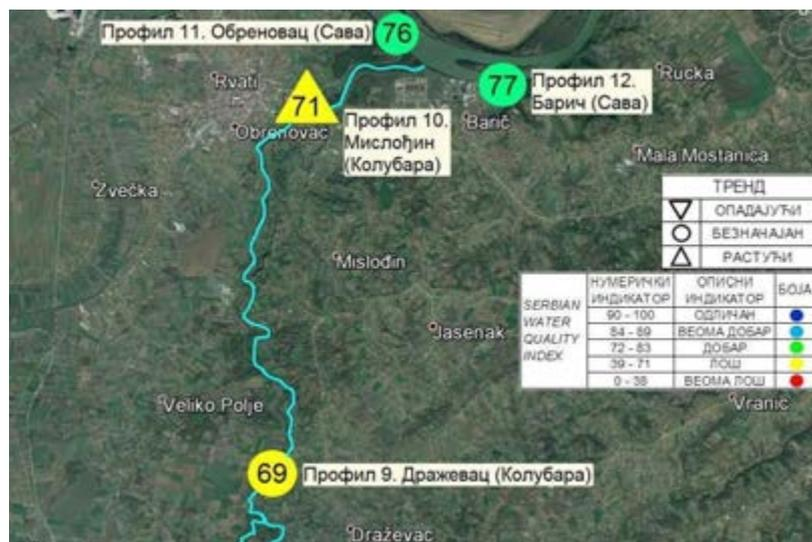 Профил 11. Обреновац (Сава)
76
77
Профил 12.
Барич (Сава)
Rucka
Rvati
71
Профил 10.
Мислођин
(Колубара)
Obrenovac
Barič
Mala Mostanica
Zvečka
ТРЕНД
ОПАДАЈУЋИ
БЕЗНАЧАЈАН
РАСТУЋИ
Mislođin
SERBIAN
WATER
QUALITY
INDEX
НУМЕРИЧКИ
ИНДИКАТОР
ОПИСНИ
ИНДИКАТОР
БОЈА
90 - 100 ОДЛИЧАН
84 - 89 ВЕОМА ДОБАР
72 - 83 ДОБАР
39 - 71 ЛОШ
0 - 38 ВЕОМА ЛОШ
Jasenak
Veliko Polje
Vranić
69
Профил 9. Дражевац (Колубара)
Draževac